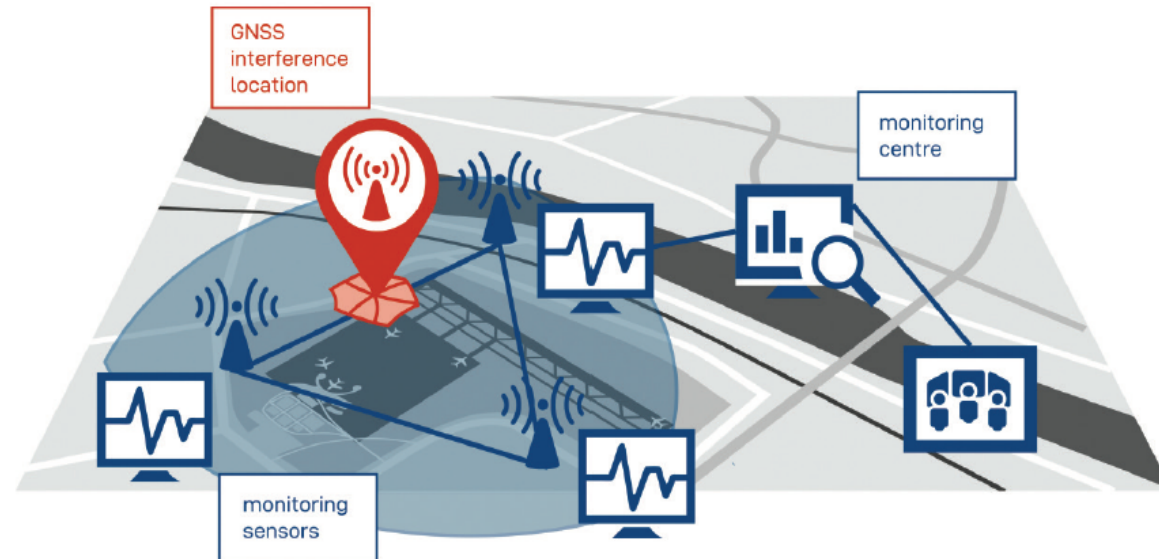 GNSS
interference
location
monitoring
centre
monitoring
sensors